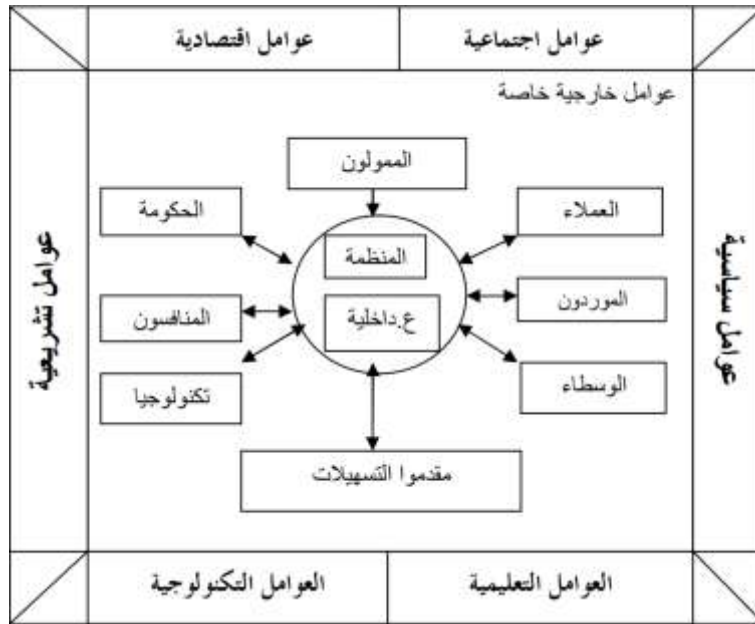 عوامل اجتماعية
عوامل اقتصادية
عوامل خارجية خاصة
الممولون
العملاء
الحكومة
المنظمة
الموردون
ع.داخلية
المنافسون
الوسطاء
تكنولوجيا
مقدموا التسهيلات
عوامل سياسية
عوامل تشريعية
العوامل التعليمية
العوامل التكنولوجية